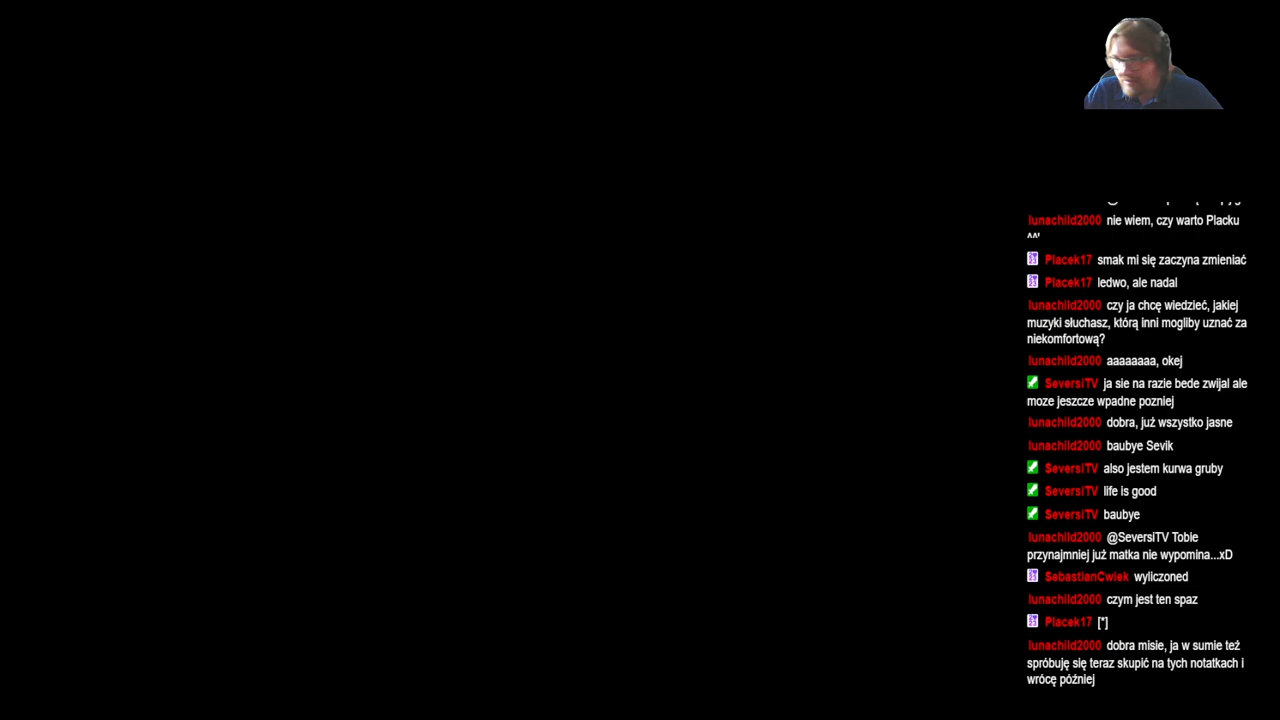 lunachild2000 nie wiem, czy warto Placku
^^'
Placek17 smak mi się zaczyna zmieniać
Placek17 ledwo, ale nadal
lunachild2000 czy ja chcę wiedzieć, jakiej
muzyki słuchasz, którą inni mogliby uznać za
niekomfortową?
lunachild2000 aaaaaaaa, okej
SeversiTV ja sie na razie bede zwijal ale
moze jeszcze wpadne pozniej
lunachild2000 dobra, już wszystko jasne
lunachild2000 baubye Sevik
SeversiTV also jestem kurwa gruby
SeversiTV life is good
SeversiTV baubye
lunachild2000 @SeversiTV Tobie
przynajmniej już matka nie wypomina...xD
SebastianCwiek wyliczoned
lunachild2000 czym jest ten spaz
Placek17 [*]
lunachild2000 dobra misie, ja w sumie też
spróbuję się teraz skupić na tych notatkach i
wrócę później